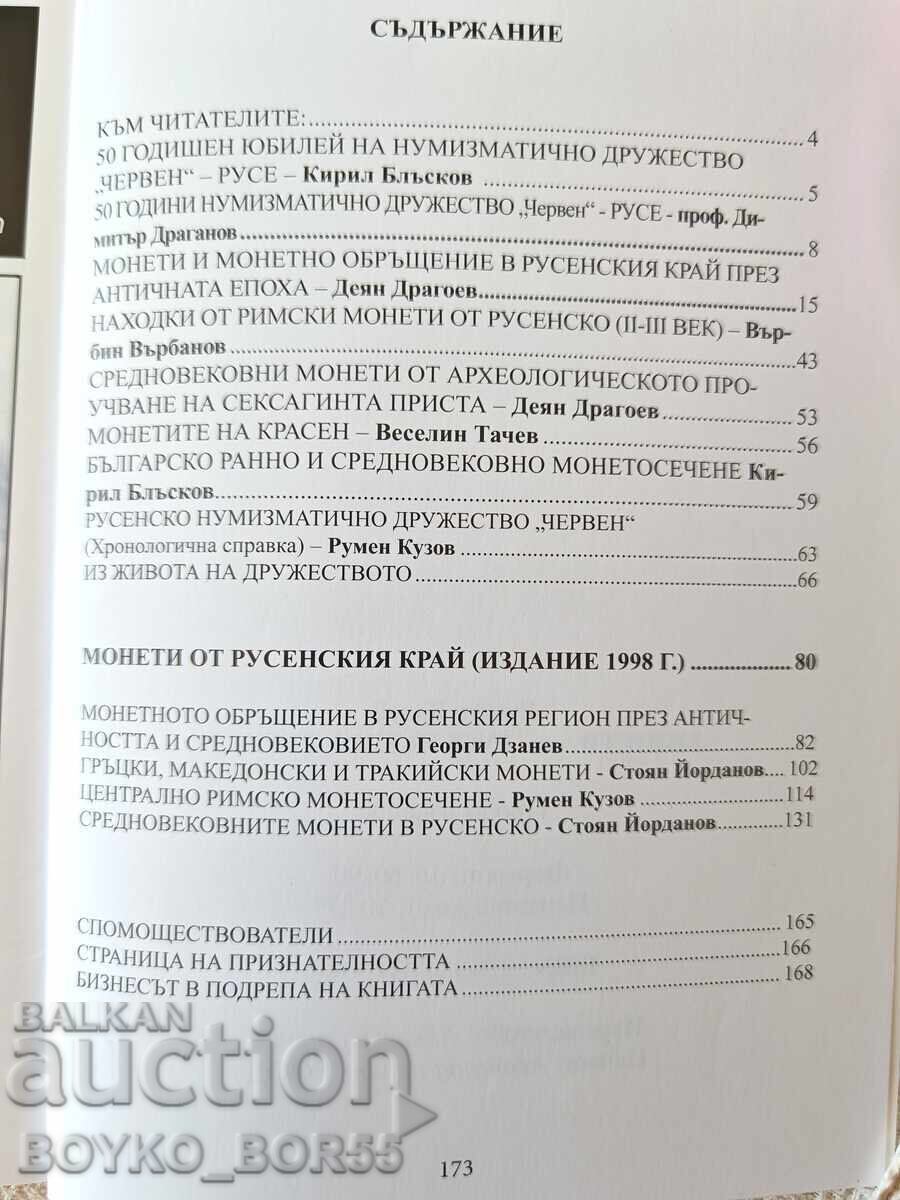 СЪДЪРЖАНИЕ
КЪМ ЧИТАТЕЛИТЕ:.......... 4
50 ГОДИШЕН ЮБИЛЕЙ НА НУМИЗМАТИЧНО ДРУЖЕСТВО
„ЧЕРВЕН“ – РУСЕ – Кирил Блъсков .......... 5
50 ГОДИНИ НУМИЗМАТИЧНО ДРУЖЕСТВО „Червен“ - РУСЕ - проф. Ди-
митър Драганов.......... 8
МОНЕТИ И МОНЕТНО ОБРЪЩЕНИЕ В РУСЕНСКИЯ КРАЙ ПРЕЗ
АНТИЧНАТА ЕПОХА – Деян Драгоев.......... 15
НАХОДКИ ОТ РИМСКИ МОНЕТИ ОТ РУСЕНСКО (II-III ВЕК) – Вър-
бин Върбанов.......... 43
СРЕДНОВЕКОВНИ МОНЕТИ ОТ АРХЕОЛОГИЧЕСКОТО ПРО-
УЧВАНЕ НА СЕКСАГИНТА ПРИСТА – Деян Драгоев.......... 53
МОНЕТИТЕ НА КРАСЕН – Веселин Тачев.......... 56
БЪЛГАРСКО РАННО И СРЕДНОВЕКОВНО МОНЕТОСЕЧЕНЕ Ки-
рил Блъсков.......... 59
РУСЕНСКО НУМИЗМАТИЧНО ДРУЖЕСТВО „ЧЕРВЕН“
(Хронологична справка) – Румен Кузов.......... 63
ИЗ ЖИВОТА НА ДРУЖЕСТВОТО.......... 66
МОНЕТИ ОТ РУСЕНСКИЯ КРАЙ (ИЗДАНИЕ 1998 Г.) .......... 80
МОНЕТНОТО ОБРЪЩЕНИЕ В РУСЕНСКИЯ РЕГИОН ПРЕЗ АНТИЧ-
НОСТТА И СРЕДНОВЕКОВИЕТО Георги Дзанев.......... 82
ГРЪЦКИ, МАКЕДОНСКИ И ТРАКИЙСКИ МОНЕТИ - Стоян Йорданов.... 102
ЦЕНТРАЛНО РИМСКО МОНЕТОСЕЧЕНЕ - Румен Кузов .......... 114
СРЕДНОВЕКОВНИТЕ МОНЕТИ В РУСЕНСКО - Стоян Йорданов.......... 131
СПОМОЩЕСТВОВАТЕЛИ.......... 165
СТРАНИЦА НА ПРИЗНАТЕЛНОСТТА.......... 166
БИЗНЕСЪТ В ПОДРЕПА НА КНИГАТА.......... 168
BALKAN
auction
BOYKO_BOR55
173